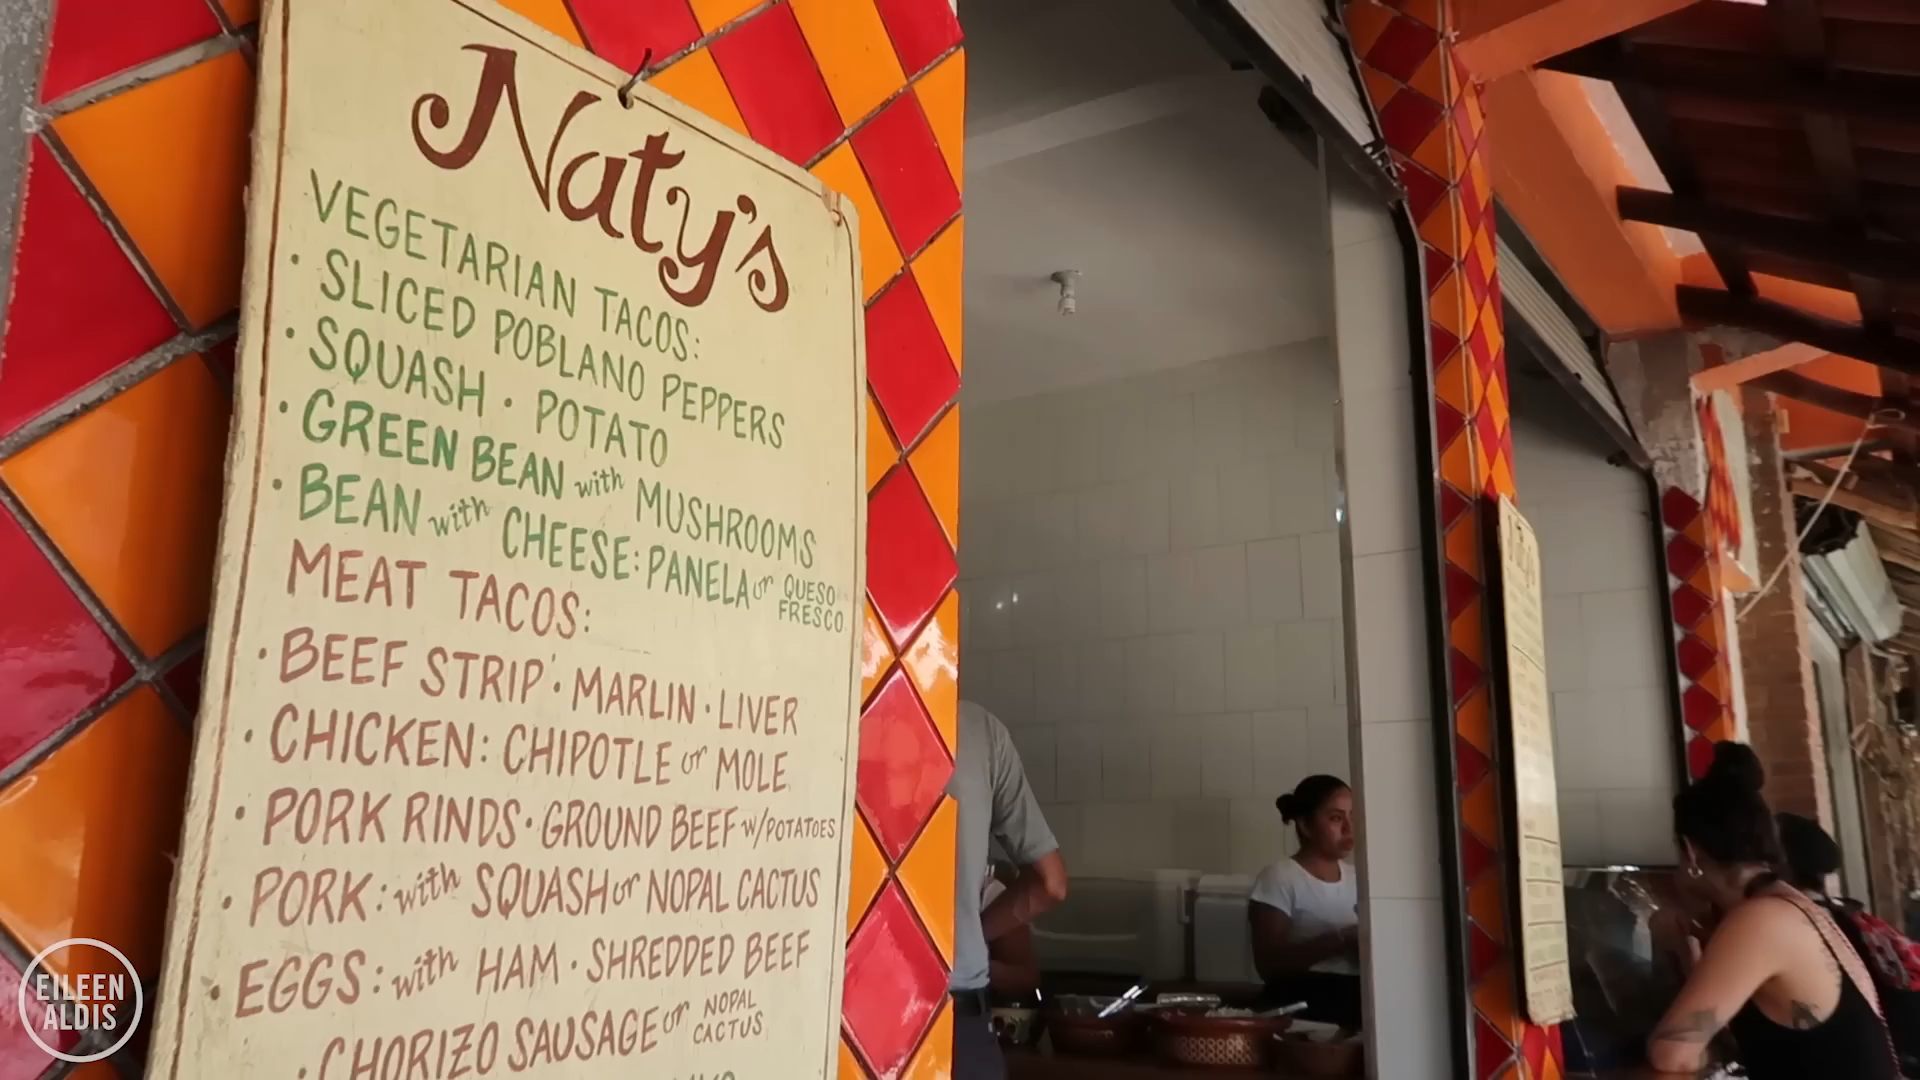 Naty's
VEGETARIAN TACOS:
• SLICED POBLANO PEPPERS
• SQUASH • POTATO
• GREEN BEAN with MUSHROOMS
• BEAN with CHEESE: PANELA or QUESO FRESCO
MEAT TACOS:
• BEEF STRIP • MARLIN • LIVER
• CHICKEN: CHIPOTLE or MOLE
• PORK RINDS • GROUND BEEF w/POTATOES
• PORK: with SQUASH or NOPAL CACTUS
• EGGS: with HAM • SHREDDED BEEF
• CHORIZO SAUSAGE or NOPAL CACTUS
Naty's
EILEEN
ALDIS